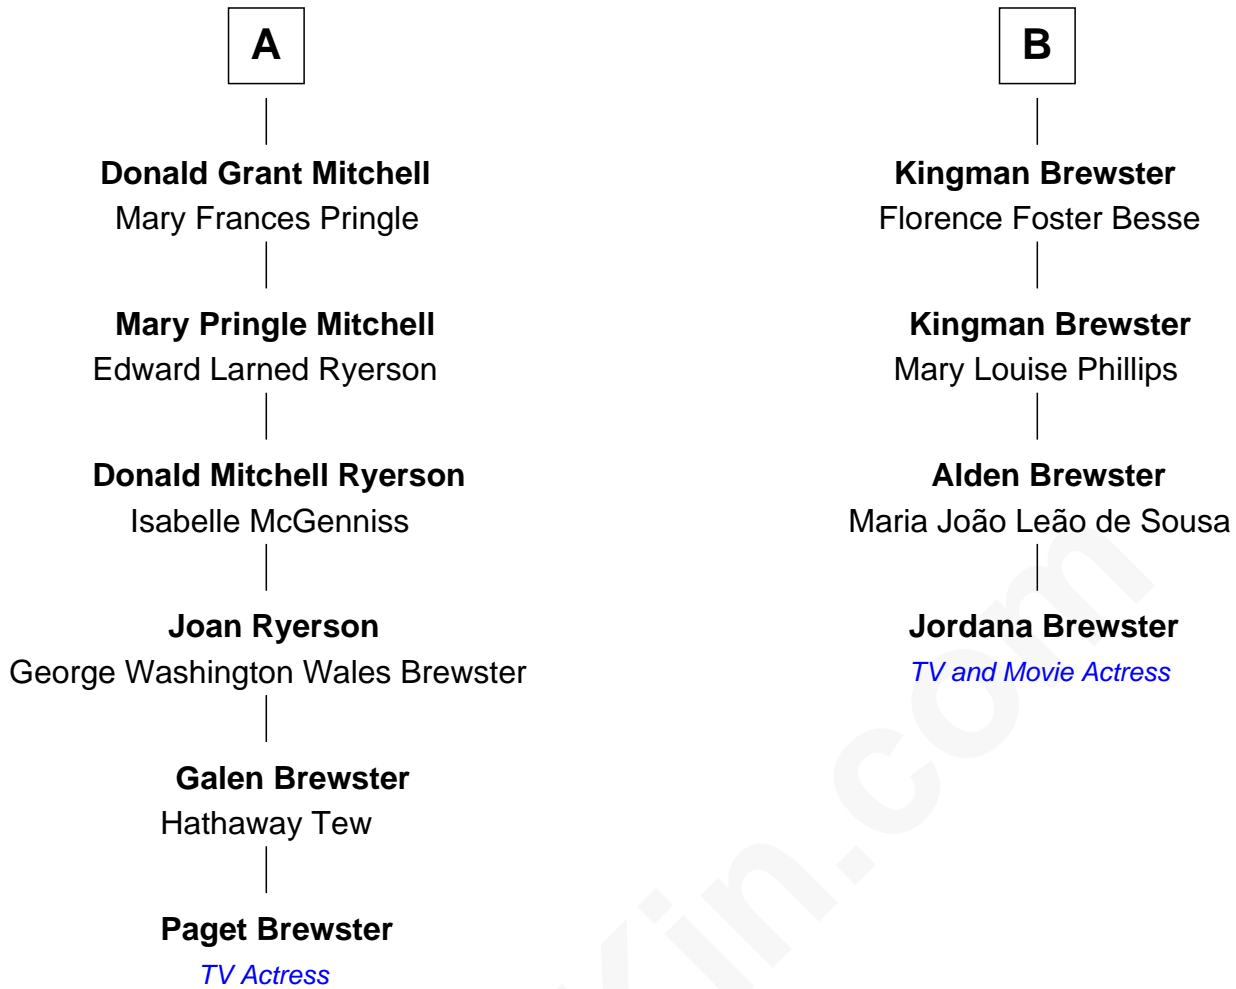 A
Donald Grant Mitchell
Mary Frances Pringle
Mary Pringle Mitchell
Edward Larned Ryerson
Donald Mitchell Ryerson
Isabelle McGenniss
Joan Ryerson
George Washington Wales Brewster
Galen Brewster
Hathaway Tew
Paget Brewster
TV Actress
B
Kingman Brewster
Florence Foster Besse
Kingman Brewster
Mary Louise Phillips
Alden Brewster
Maria João Leão de Sousa
Jordana Brewster
TV and Movie Actress
Kin.com